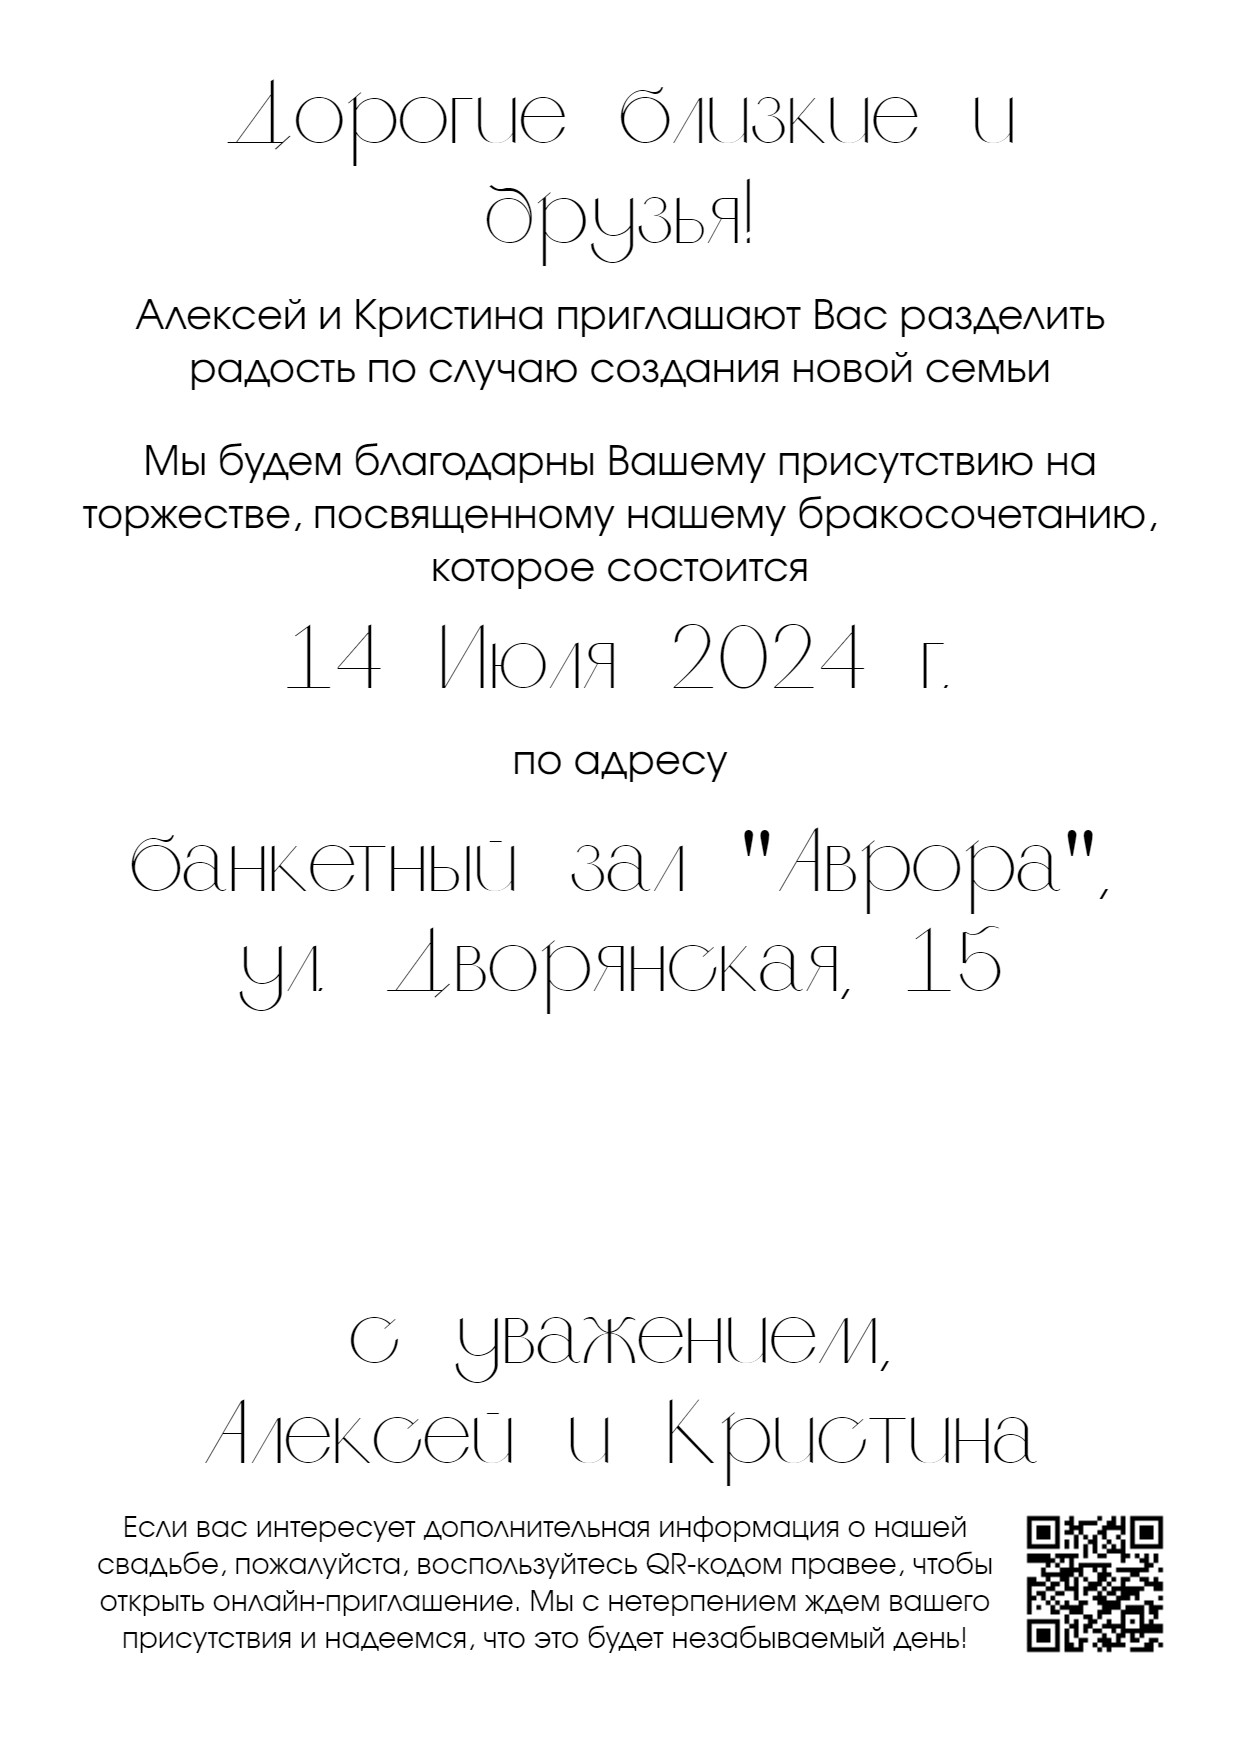 Дорогие близкие и
друзья!
Алексей и Кристина приглашают Вас разделить
радость по случаю создания новой семьи
Мы будем благодарны Вашему присутствию на
торжестве, посвященному нашему бракосочетанию,
которое состоится
14 Июля 2024 г.
по адресу
банкетный зал "Аврора",
ул. Дворянская, 15
с уважением,
Алексей и Кристина
Если вас интересует дополнительная информация о нашей
свадьбе, пожалуйста, воспользуйтесь QR-кодом правее, чтобы
открыть онлайн-приглашение. Мы с нетерпением ждем вашего
присутствия и надеемся, что это будет незабываемый день!